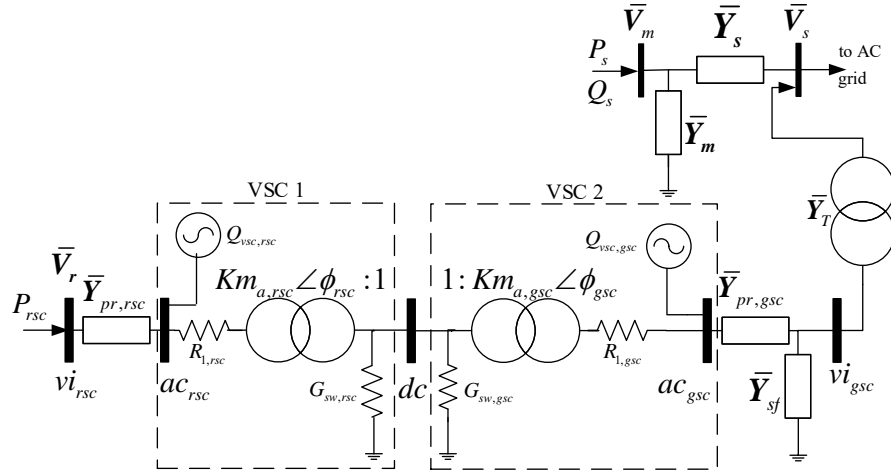 V̄m
Ȳs
V̄s
Ps
Qs
to AC
grid
Ȳm
VSC 1
VSC 2
ȲT
Qvsc,rsc
Qvsc,gsc
V̄r
Ȳpr,rsc
Kma,rsc∠ϕrsc :1
1: Kma,gsc∠ϕgsc
Ȳpr,gsc
Prsc
R1,rsc
R1,gsc
virsc
acrsc
Gsw,rsc
dc
Gsw,gsc
acgsc
Ȳsf
vigsc